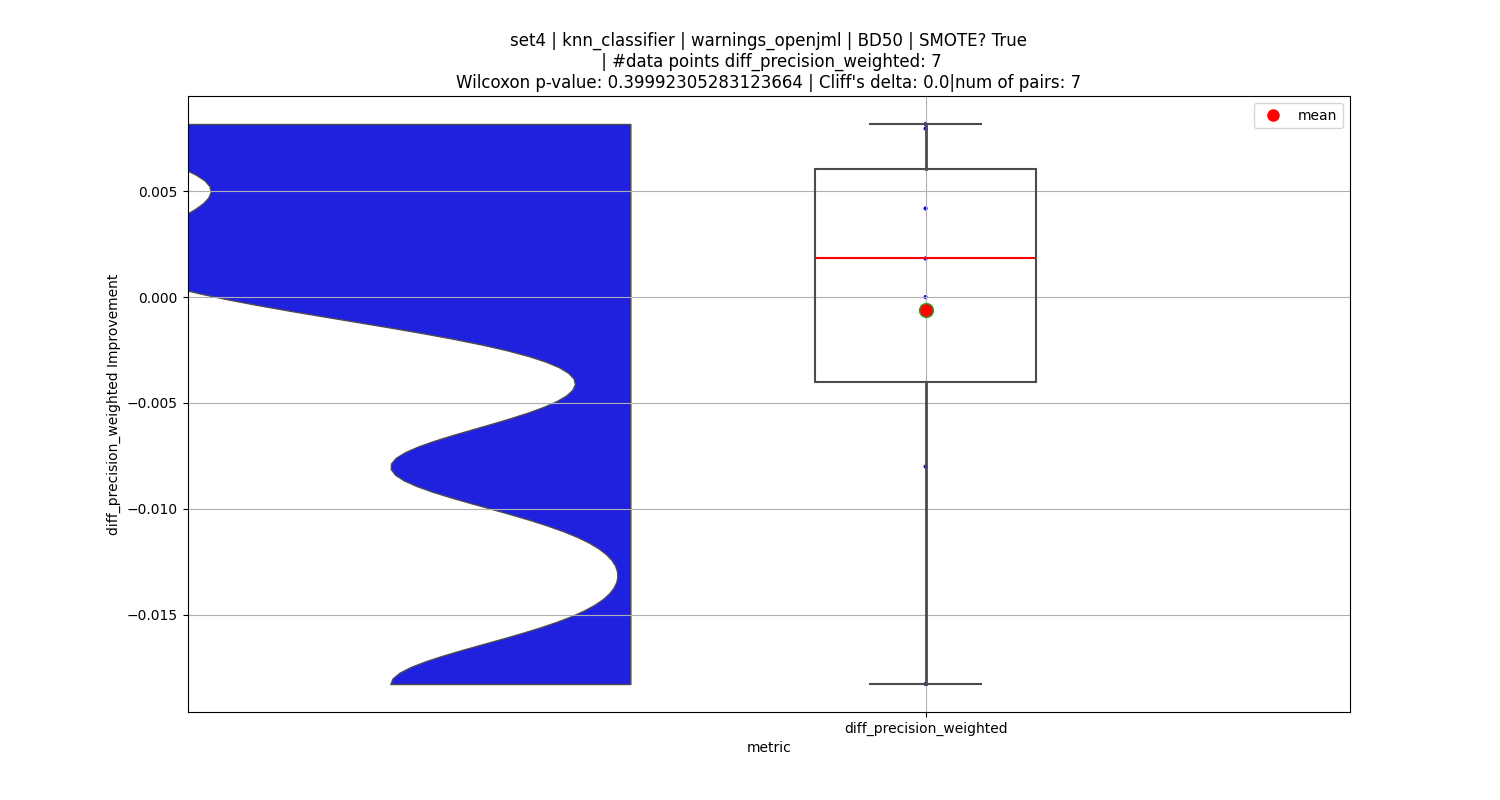 set4 | knn_classifier | warnings_openjml | BD50 | SMOTE? True
| #data points diff_precision_weighted: 7
Wilcoxon p-value: 0.39992305283123664 | Cliff's delta: 0.0|num of pairs: 7
mean
0.005
0.000
−0.005
−0.010
−0.015
diff_precision_weighted Improvement
diff_precision_weighted
metric